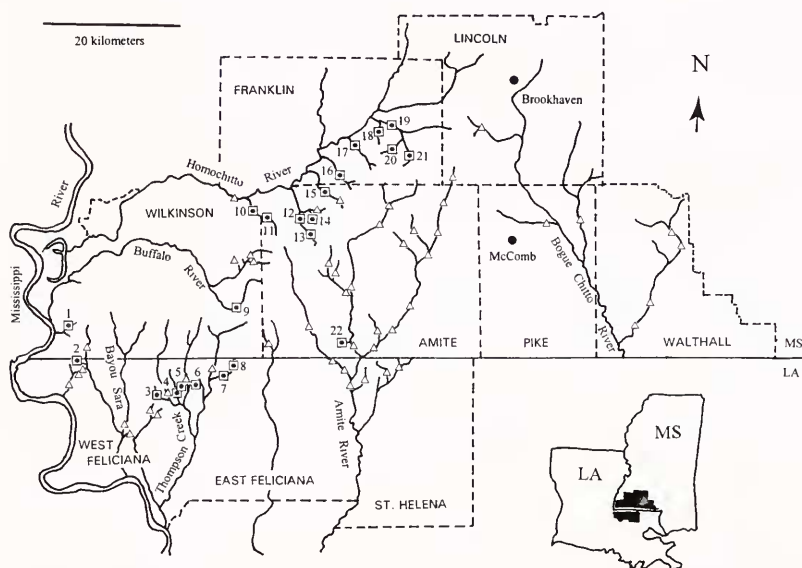 20 kilometers
LINCOLN
N
FRANKLIN
Brookhaven
19
18
17
20
21
16
Homochitto River
15
River
WILKINSON
10
11
12
14
13
Buffalo River
McComb
Bogue Chitto River
Mississippi
9
1
22
2
AMITE
PIKE
WALTHALL
MS
LA
Bayou Sara
3
4
5
6
7
8
Thompson Creek
Amite River
WEST FELICIANA
EAST FELICIANA
ST. HELENA
MS
LA